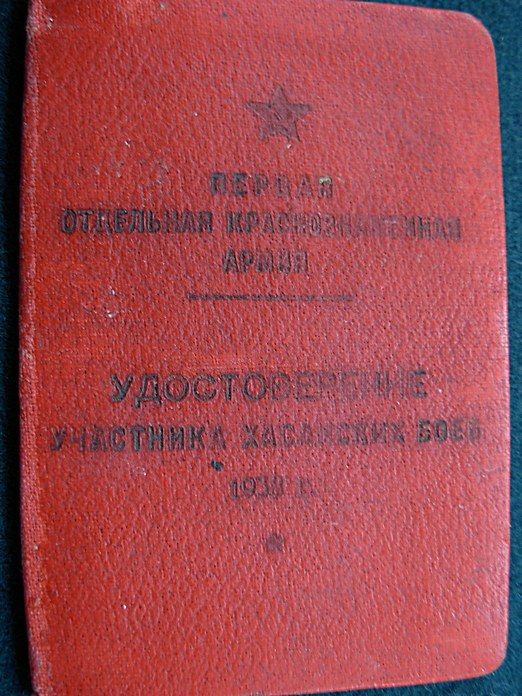 ПЕРВАЯ
ОТДЕЛЬНАЯ КРАСНОЗНАМЕННАЯ
АРМИЯ
УДОСТОВЕРЕНИЕ
УЧАСТНИКА ХАСАНСКИХ БОЕВ
1938 г.